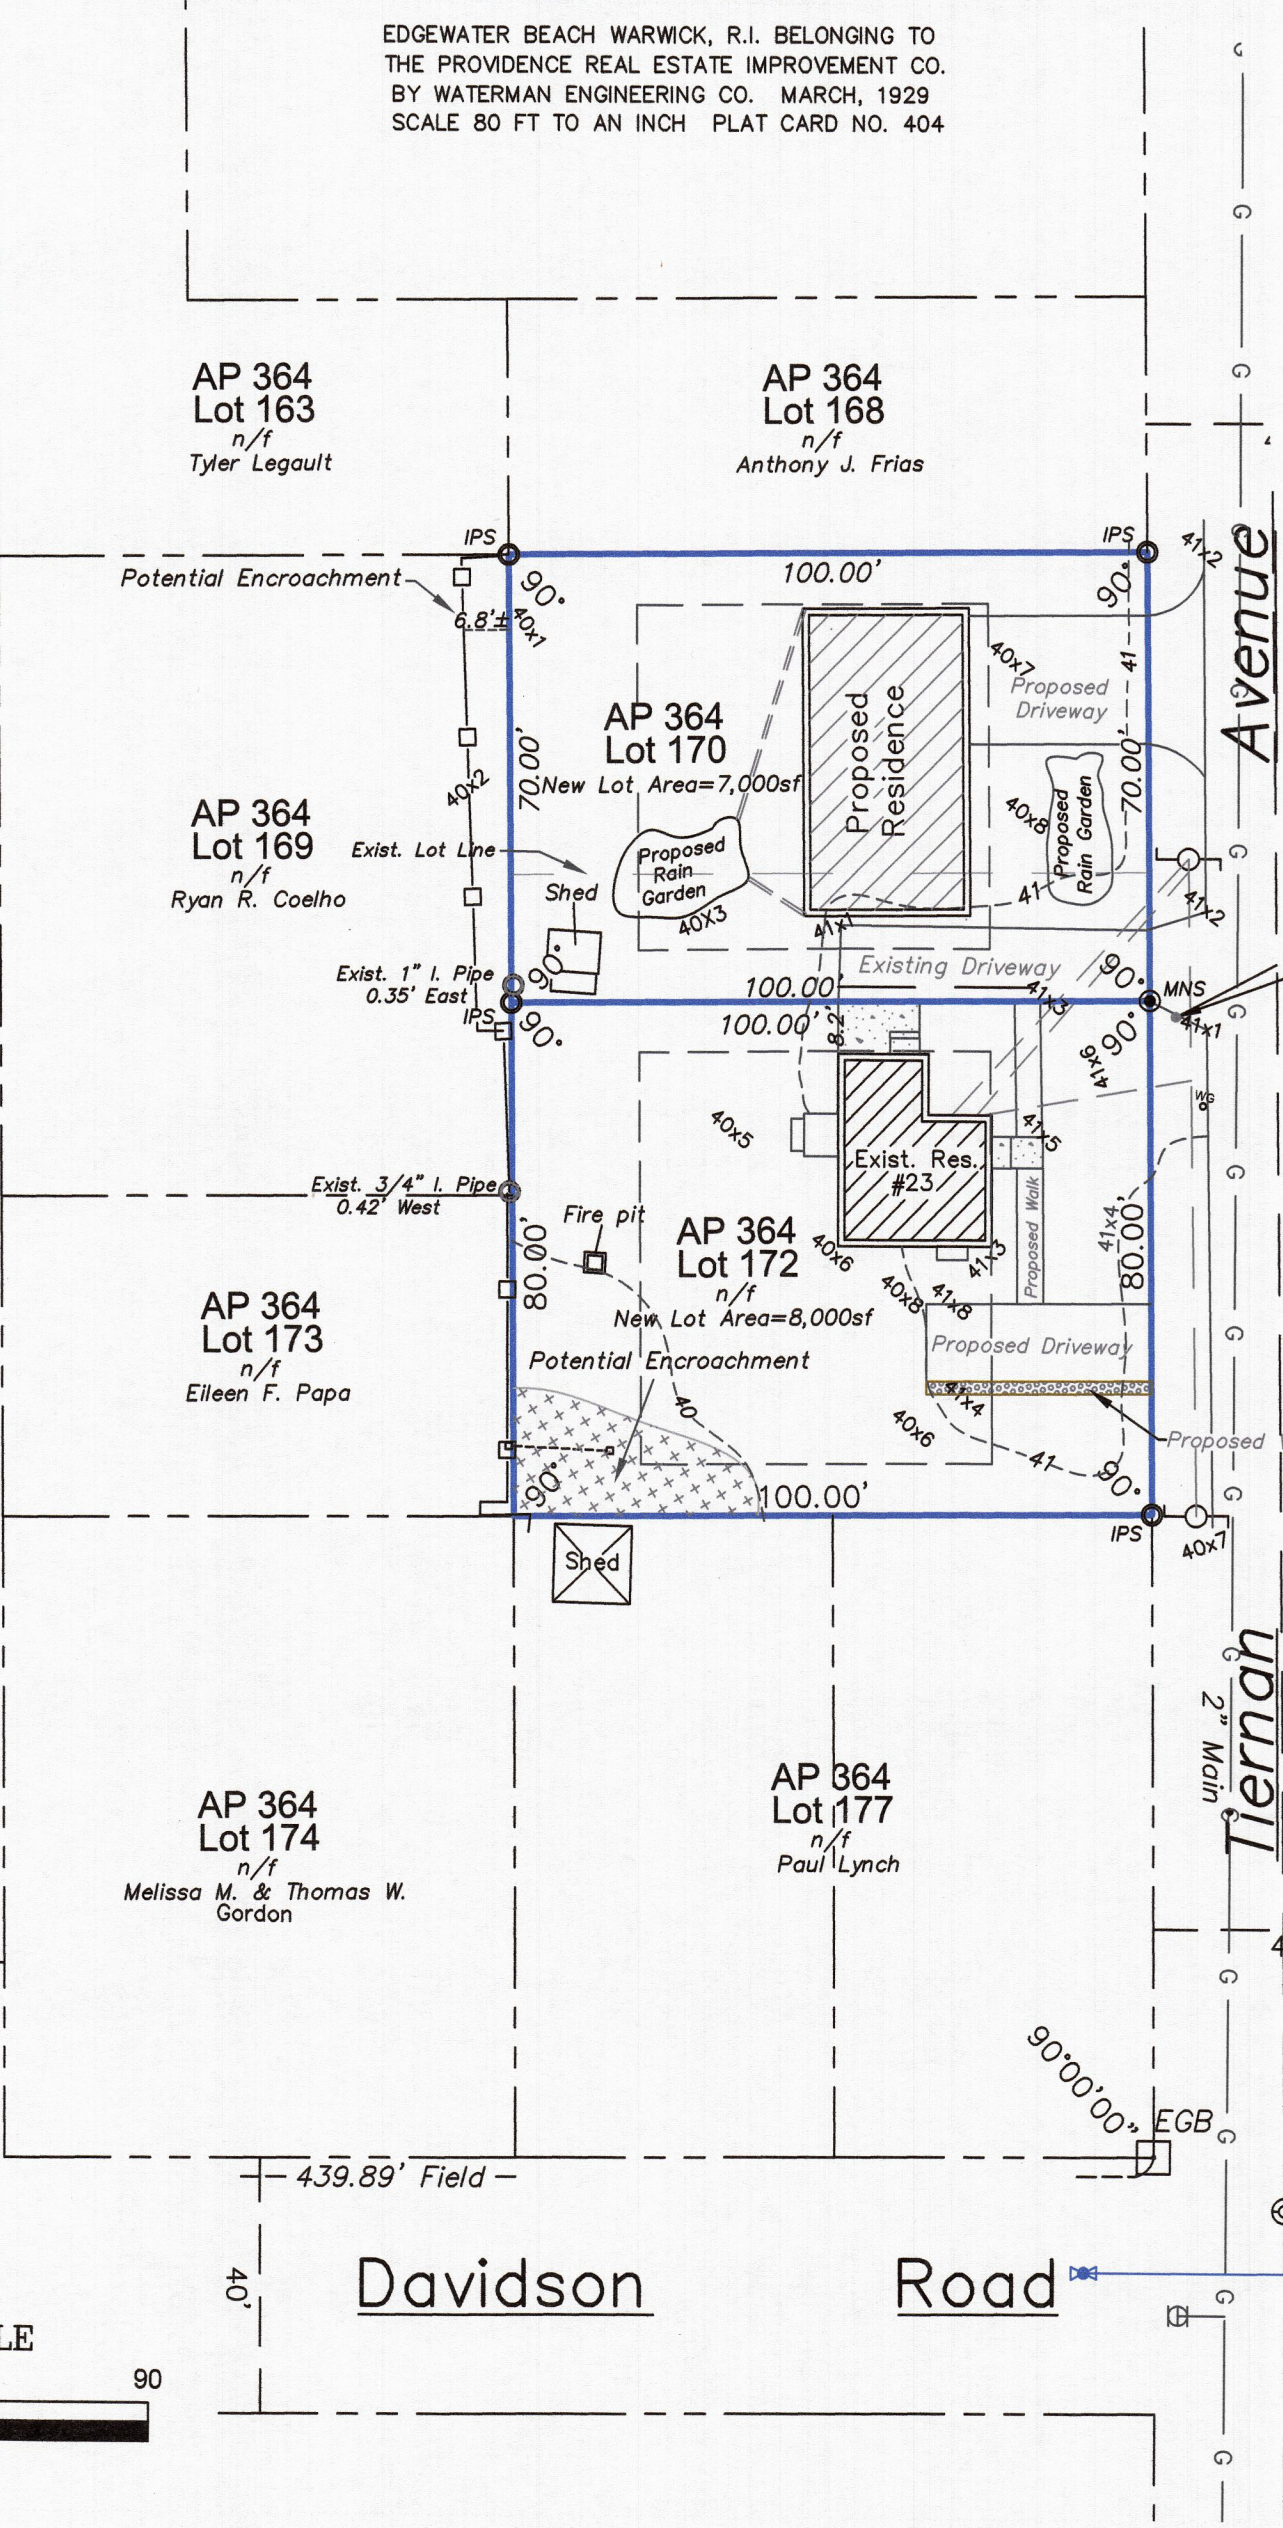 EDGEWATER BEACH WARWICK, R.I. BELONGING TO
THE PROVIDENCE REAL ESTATE IMPROVEMENT CO.
BY WATERMAN ENGINEERING CO. MARCH, 1929
SCALE 80 FT TO AN INCH PLAT CARD NO. 404
G
G
G
AP 364
Lot 163
n/f
Tyler Legault
AP 364
Lot 168
n/f
Anthony J. Frias
IPS
IPS
41x2
Avenue
Potential Encroachment
90°
100.00'
90°
6.8'±
40x1
41
40x7
Proposed
Driveway
Proposed
Residence
AP 364
Lot 170
New Lot Area=7,000sf
70.00'
70.00'
40x2
40x8
Proposed
Rain Garden
AP 364
Lot 169
n/f
Ryan R. Coelho
Exist. Lot Line
Shed
Proposed
Rain
Garden
40X3
41x1
41
41x2
G
90°
Exist. 1" I. Pipe
0.35' East
IPS
Existing Driveway
90°
MNS
100.00'
100.00'
41x3
8.2'
90°
90°
41x1
G
41x6
WG
40x5
41x5
Exist. Res.
#23
G
Exist. 3/4" I. Pipe
0.42' West
Fire pit
80.00'
AP 364
Lot 172
n/f
New Lot Area=8,000sf
40x6
41x3
Proposed Walk
41x4
80.00'
40x8
41x8
AP 364
Lot 173
n/f
Eileen F. Papa
Potential Encroachment
Proposed Driveway
G
40
41x4
40x6
Proposed
41
90°
90°
100.00'
G
IPS
40x7
Shed
G
Tiernan
2" Main
AP 364
Lot 174
n/f
Melissa M. & Thomas W.
Gordon
AP 364
Lot 177
n/f
Paul Lynch
4
G
90°00'00"
EGB
G
439.89' Field
40'
Davidson Road
G
LE
90
G